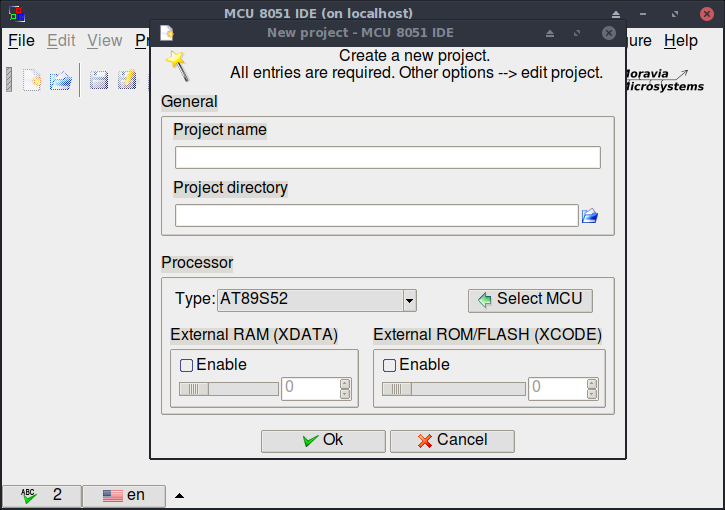 MCU 8051 IDE (on localhost)
New project - MCU 8051 IDE
File Edit View Help
Create a new project.
All entries are required. Other options --> edit project.
Moravia
Microsystems
General
Project name
Project directory
Processor
Type: AT89S52 Select MCU
External RAM (XDATA) External ROM/FLASH (XCODE)
Enable Enable
0 0
Ok Cancel
ABC 2 en